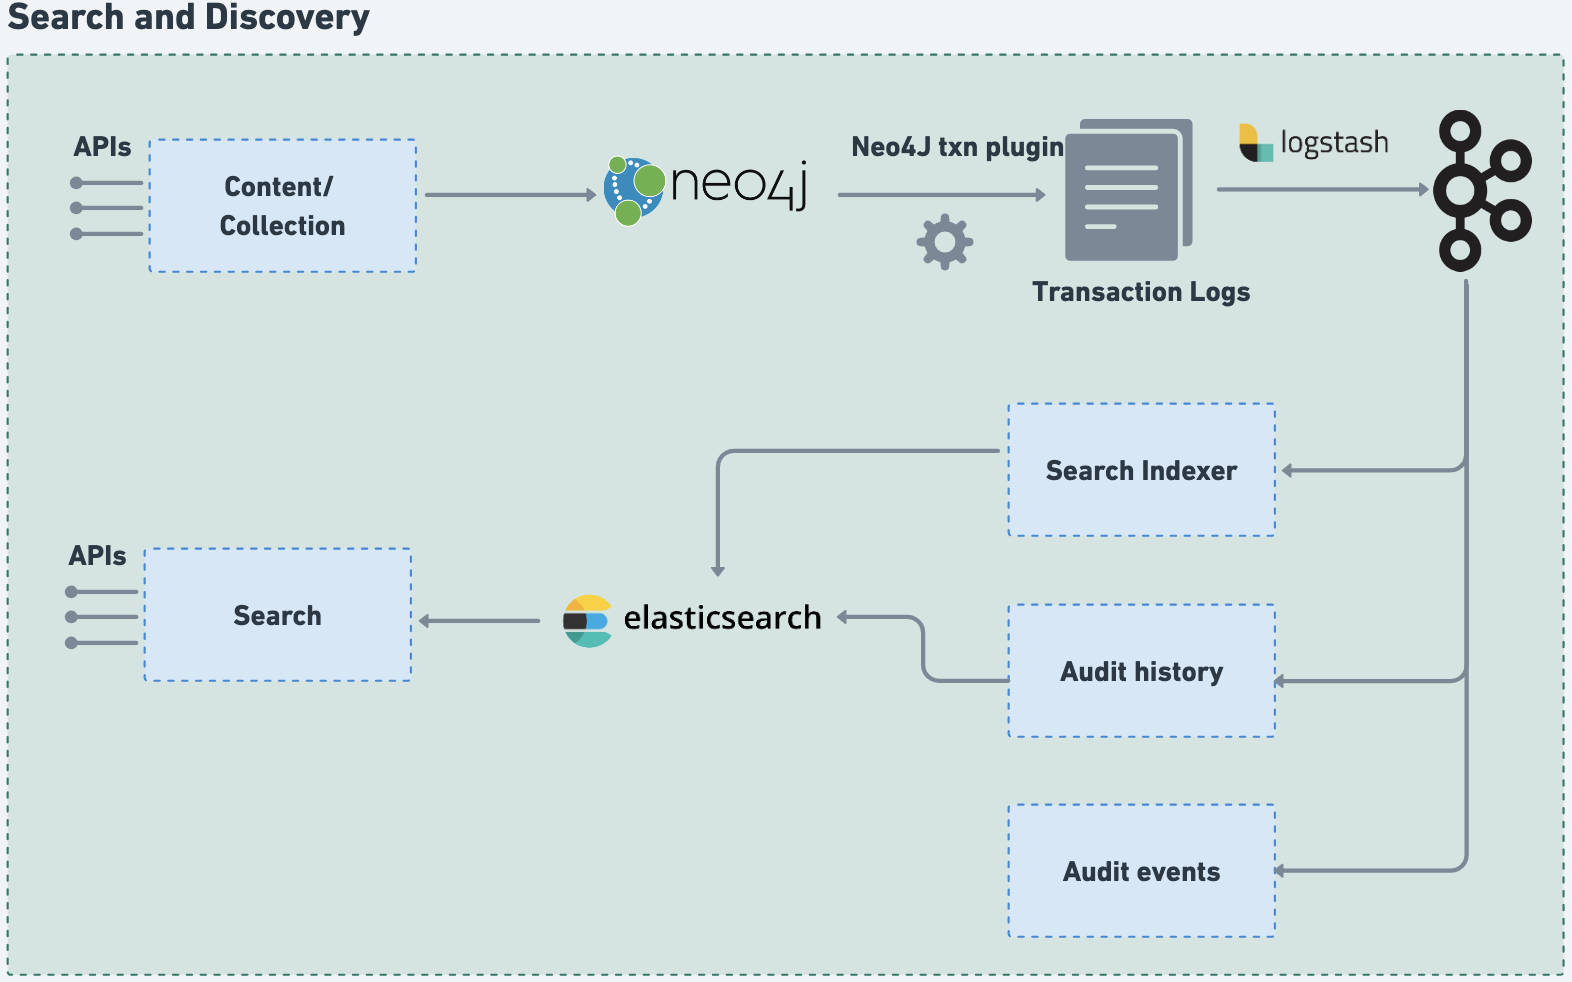 Search and Discovery
APIs
Content/
Collection
neo4j
Neo4J txn plugin
Transaction Logs
logstash
Search Indexer
APIs
Search
elasticsearch
Audit history
Audit events